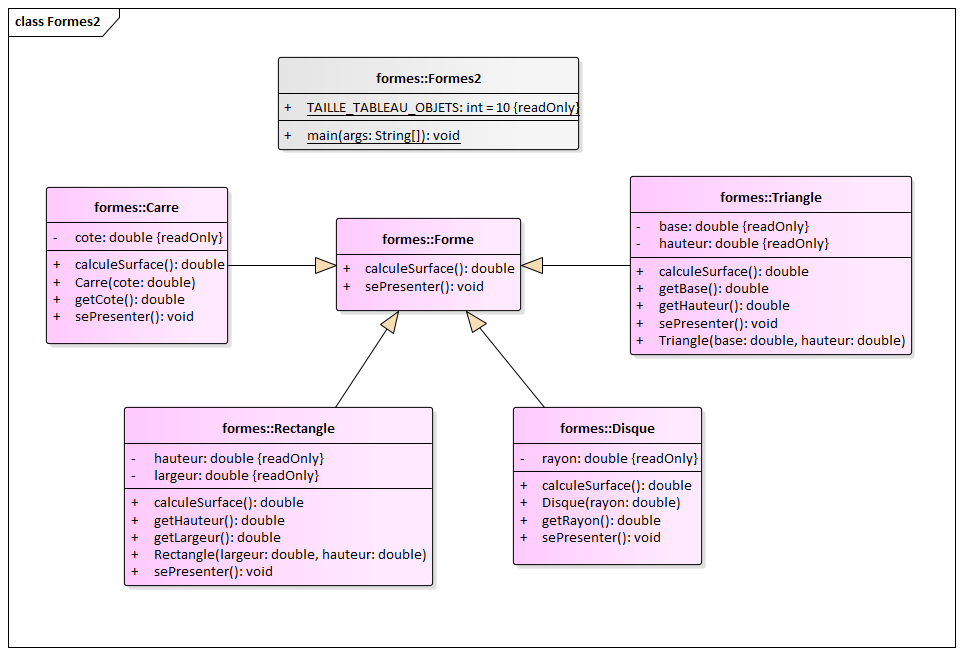 class Formes2
formes::Formes2
+ TAILLE_TABLEAU_OBJETS: int = 10 {readOnly}
+ main(args: String[]): void
formes::Carre
- cote: double {readOnly}
+ calculeSurface(): double
+ Carre(cote: double)
+ getCote(): double
+ sePresenter(): void
formes::Forme
+ calculeSurface(): double
+ sePresenter(): void
formes::Triangle
- base: double {readOnly}
- hauteur: double {readOnly}
+ calculeSurface(): double
+ getBase(): double
+ getHauteur(): double
+ sePresenter(): void
+ Triangle(base: double, hauteur: double)
formes::Rectangle
- hauteur: double {readOnly}
- largeur: double {readOnly}
+ calculeSurface(): double
+ getHauteur(): double
+ getLargeur(): double
+ Rectangle(largeur: double, hauteur: double)
+ sePresenter(): void
formes::Disque
- rayon: double {readOnly}
+ calculeSurface(): double
+ Disque(rayon: double)
+ getRayon(): double
+ sePresenter(): void